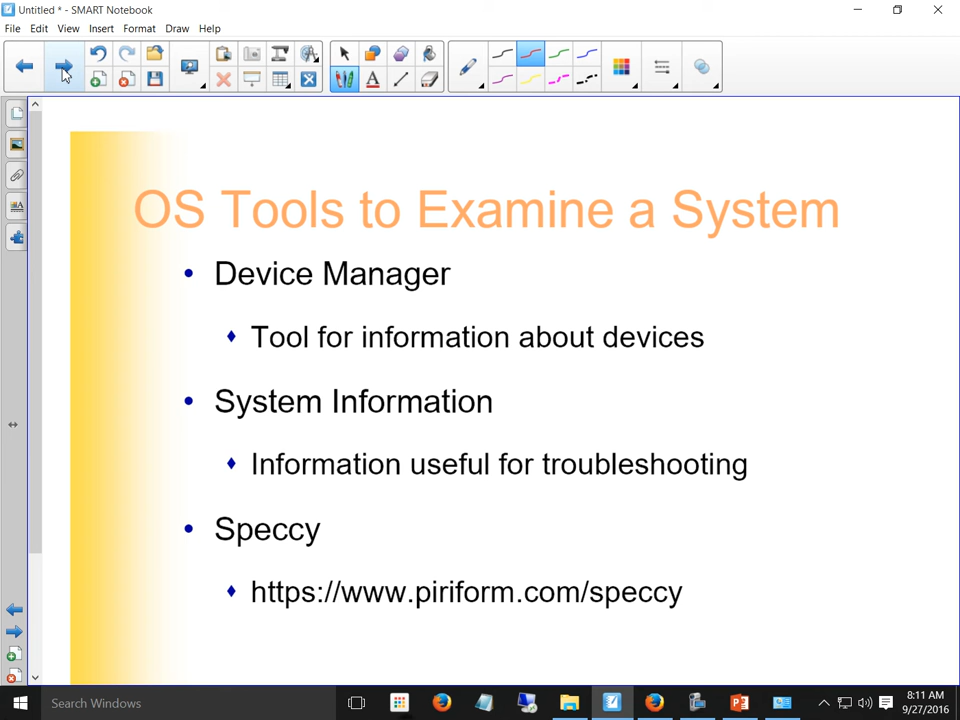 Untitled * - SMART Notebook
File Edit View Insert Format Draw Help
OS Tools to Examine a System
• Device Manager
♦ Tool for information about devices
• System Information
♦ Information useful for troubleshooting
• Speccy
♦ https://www.piriform.com/speccy
Search Windows
8:11 AM
9/27/2016